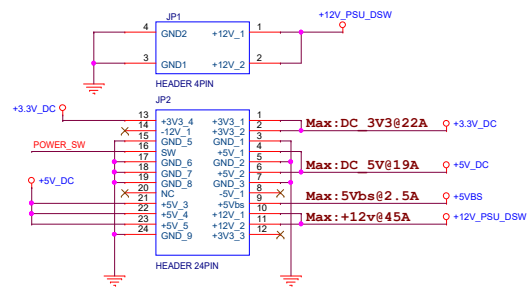 JP1
+12V_PSU_DSW
4 GND2 +12V_1 1
3 GND1 +12V_2 2
HEADER 4PIN
JP2
+3.3V_DC
13 +3V3_4 +3V3_1 1 Max:DC_3V3@22A
14 -12V_1 +3V3_2 2 +3.3V_DC
15 GND_5 GND_1 3
POWER_SW 16 SW +5V_1 4 Max:DC_5V@19A
17 GND_6 GND_2 5
18 GND_7 +5V_2 6 +5V_DC
19 GND_8 GND_3 7
+5V_DC
20 NC -5V_1 8
21 +5V_3 +5Vbs 9 Max:5Vbs@2.5A +5VBS
22 +5V_4 +12V_1 10 Max:+12v@45A
23 +5V_5 +12V_2 11 +12V_PSU_DSW
24 GND_9 +3V3_3 12
HEADER 24PIN